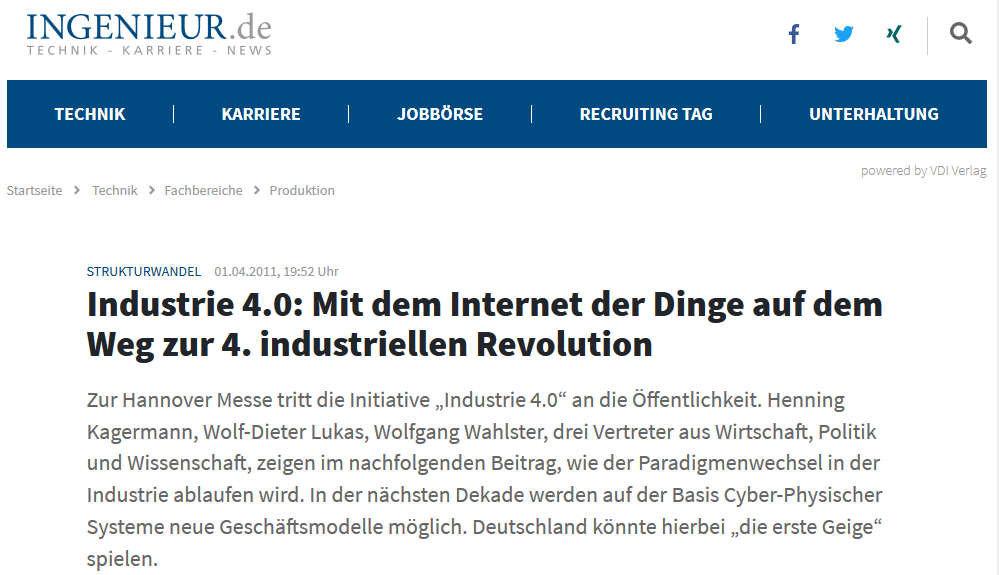 INGENIEUR.de
TECHNIK - KARRIERE - NEWS
TECHNIK
KARRIERE
JOBBÖRSE
RECRUITING TAG
UNTERHALTUNG
powered by VDI Verlag
Startseite > Technik > Fachbereiche > Produktion
STRUKTURWANDEL 01.04.2011, 19:52 Uhr
Industrie 4.0: Mit dem Internet der Dinge auf dem
Weg zur 4. industriellen Revolution
Zur Hannover Messe tritt die Initiative „Industrie 4.0“ an die Öffentlichkeit. Henning
Kagermann, Wolf-Dieter Lukas, Wolfgang Wahlster, drei Vertreter aus Wirtschaft, Politik
und Wissenschaft, zeigen im nachfolgenden Beitrag, wie der Paradigmenwechsel in der
Industrie ablaufen wird. In der nächsten Dekade werden auf der Basis Cyber-Physischer
Systeme neue Geschäftsmodelle möglich. Deutschland könnte hierbei „die erste Geige“
spielen.